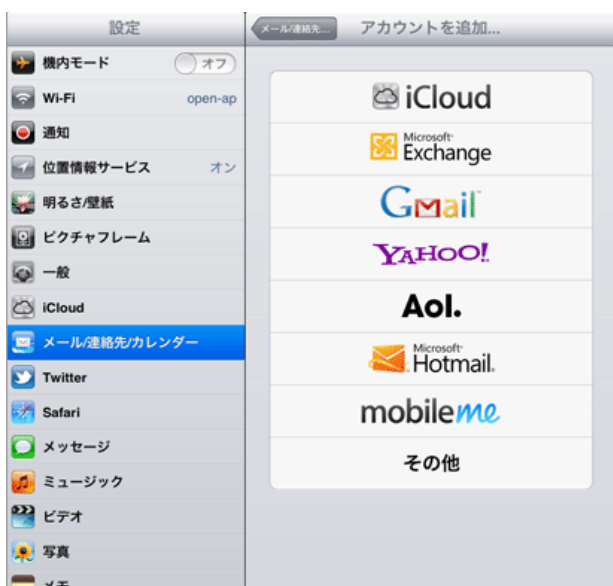 設定
機内モード
オフ
Wi-Fi
open-ap
通知
位置情報サービス
オン
明るさ/壁紙
ピクチャフレーム
一般
iCloud
メール/連絡先/カレンダー
Twitter
Safari
メッセージ
ミュージック
ビデオ
写真
メモ
メール/連絡先...
アカウントを追加...
iCloud
Microsoft
Exchange
Gmail
YAHOO!
Aol.
Microsoft
Hotmail
mobileme
その他